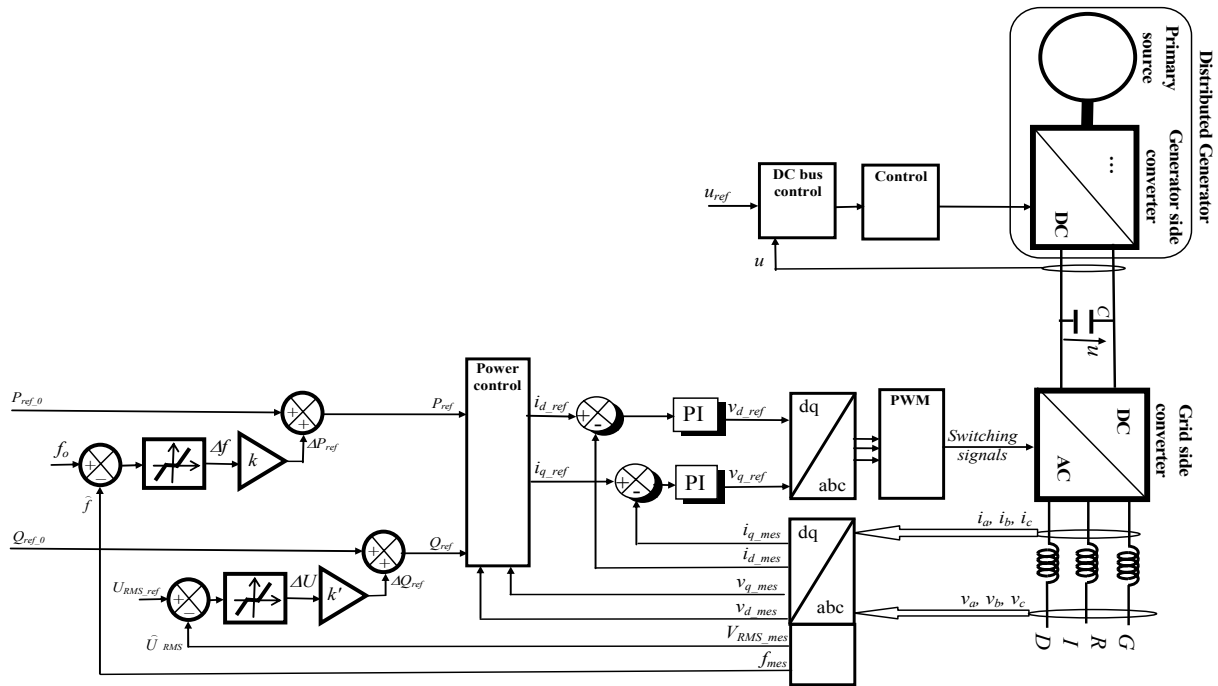 Distributed Generator
Primary
source
Generator side
converter
...
DC
DC bus
control
Control
u_ref
u
C
u
Grid side
converter
DC
AC
P_ref_0
f_o
f̂
Δf
k
ΔP_ref
P_ref
Q_ref_0
U_RMS_ref
Û_RMS
ΔU
k'
ΔQ_ref
Q_ref
Power
control
i_d_ref
i_q_ref
PI
PI
v_d_ref
v_q_ref
dq
abc
PWM
Switching
signals
i_q_mes
i_d_mes
v_q_mes
v_d_mes
V_RMS_mes
f_mes
dq
abc
i_a, i_b, i_c
v_a, v_b, v_c
G
R
I
D